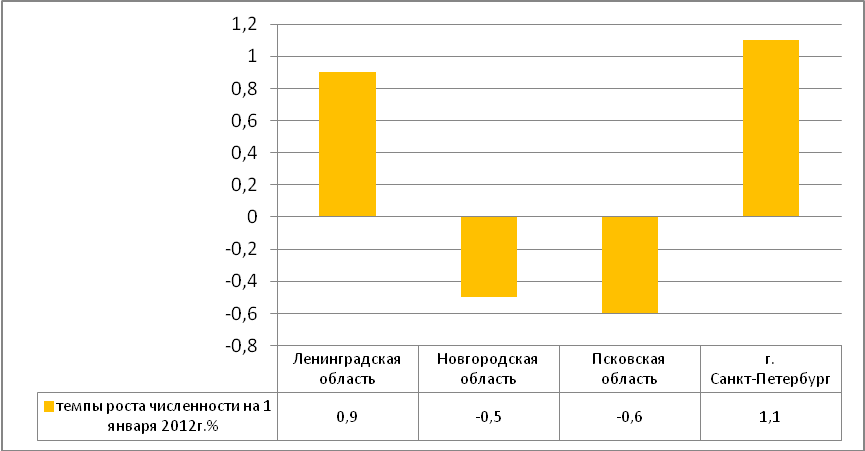 1,2
1
0,8
0,6
0,4
0,2
0
-0,2
-0,4
-0,6
-0,8
Ленинградская
область
Новгородская
область
Псковская
область
г.
Санкт-Петербург
темпы роста численности на 1
января 2012г.%
0,9
-0,5
-0,6
1,1